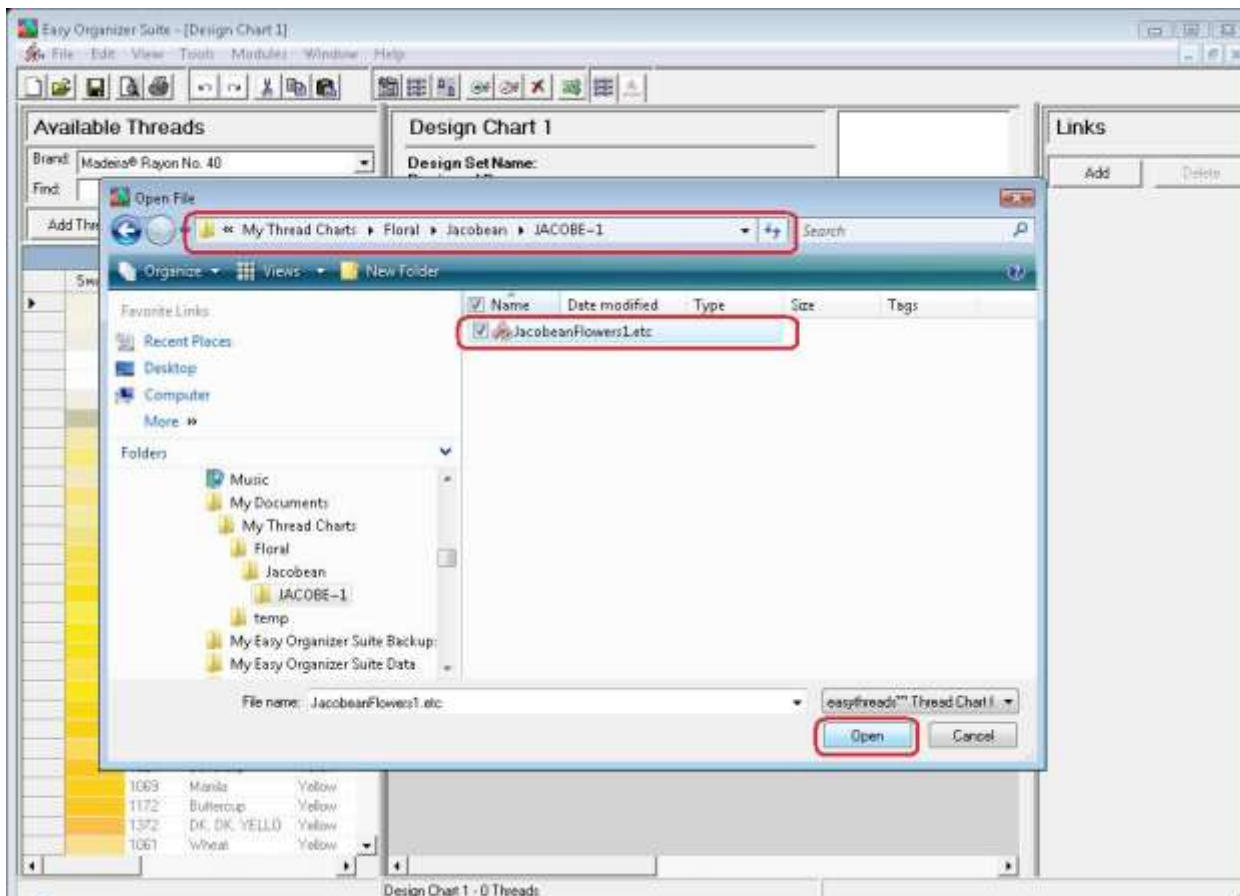 Easy Organizer Suite - [Design Chart 1]
File Edit View Tools Modules Window Help
Available Threads
Design Chart 1
Links
Brand: Madeira® Rayon No. 40
Design Set Name:
Add Delete
Find:
Open File
Add Thre
« My Thread Charts ▸ Floral ▸ Jacobean ▸ JACOBE~1
Search
Organize Views New Folder
Swa
Favorite Links
Name Date modified Type Size Tags
JacobeanFlowers1.etc
Recent Places
Desktop
Computer
More »
Folders
Music
My Documents
My Thread Charts
Floral
Jacobean
JACOBE~1
temp
My Easy Organizer Suite Backup
My Easy Organizer Suite Data
File name: JacobeanFlowers1.etc
easythreads™ Thread Chart
Open Cancel
1069 Manila Yellow
1172 Buttercup Yellow
1372 DK. DK. YELLO Yellow
1061 Wheat Yellow
Design Chart 1 - 0 Threads